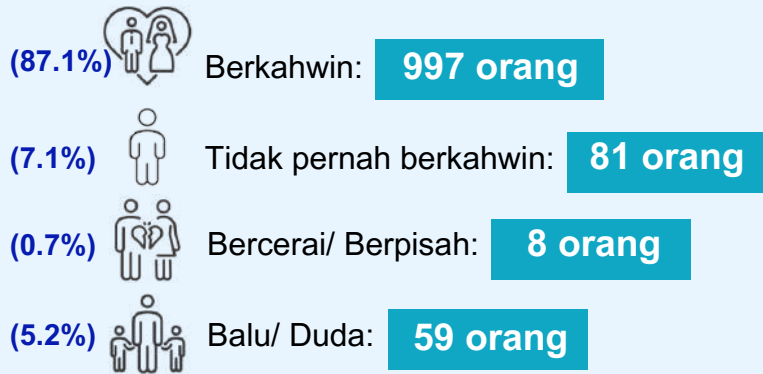 (87.1%) Berkahwin: 997 orang
(7.1%) Tidak pernah berkahwin: 81 orang
(0.7%) Bercerai/ Berpisah: 8 orang
(5.2%) Balu/ Duda: 59 orang